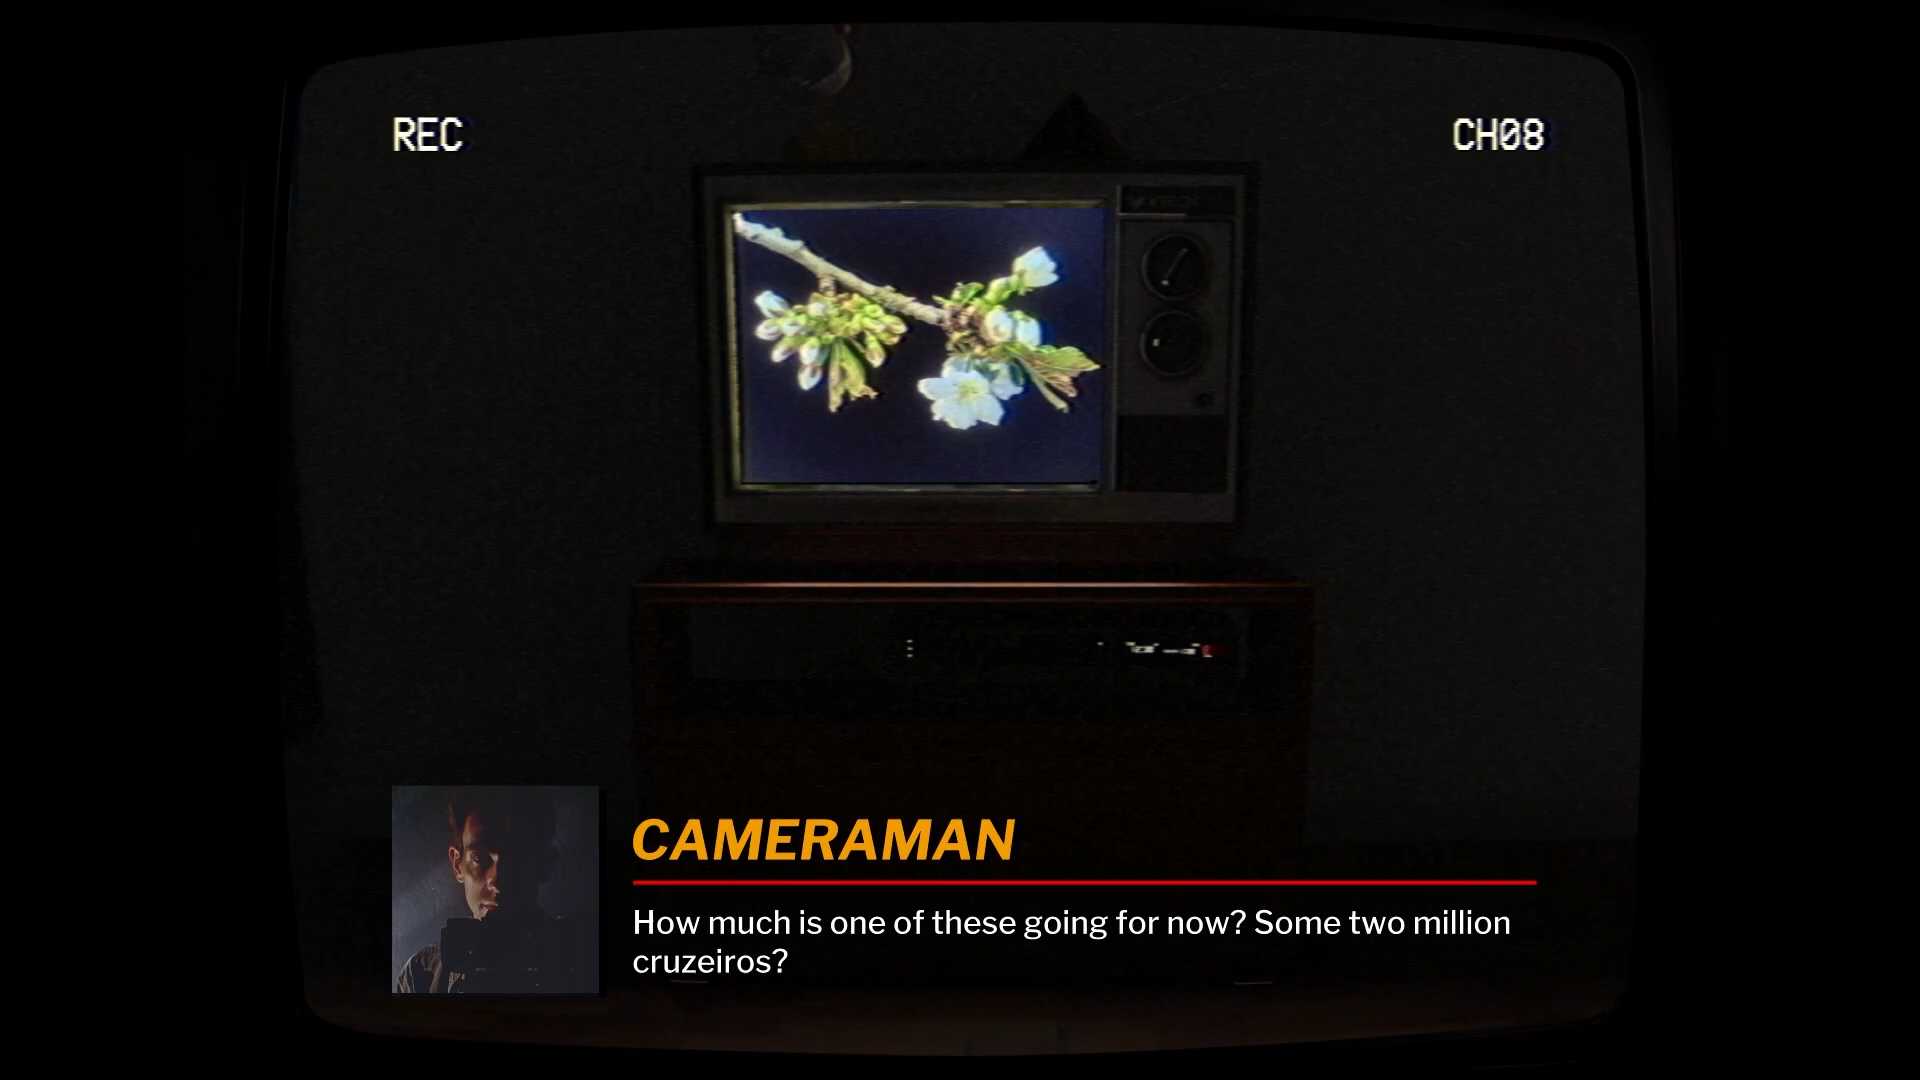 REC
CH08
CAMERAMAN
How much is one of these going for now? Some two million
cruzeiros?